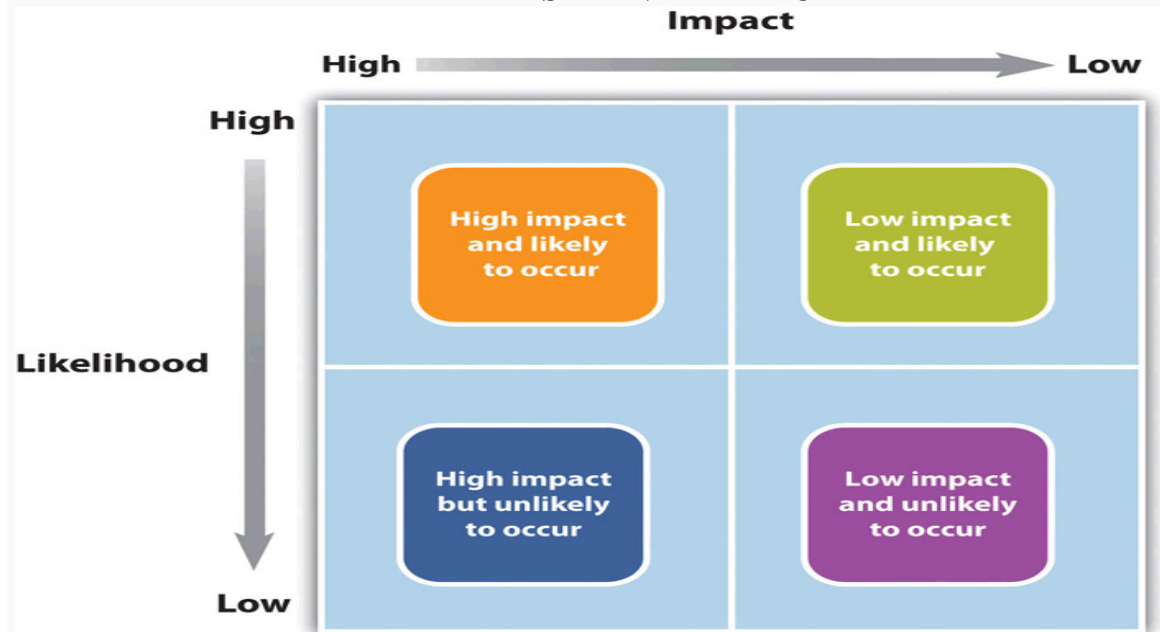 Impact
High
Low
High
High impact
and likely
to occur
Low impact
and likely
to occur
Likelihood
High impact
but unlikely
to occur
Low impact
and unlikely
to occur
Low